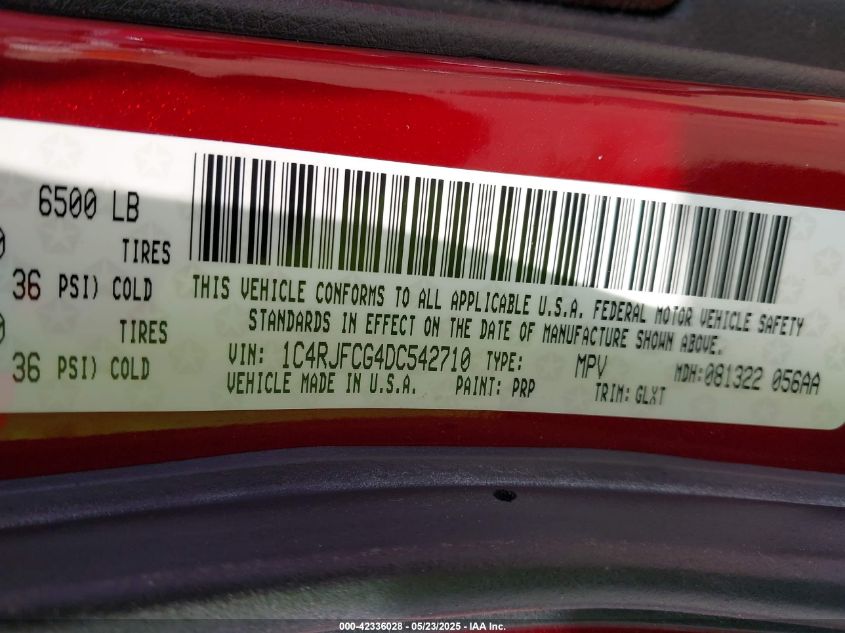 6500 LB
TIRES
36 PSI) COLD
TIRES
36 PSI) COLD
THIS VEHICLE CONFORMS TO ALL APPLICABLE U.S.A. FEDERAL MOTOR VEHICLE SAFETY
STANDARDS IN EFFECT ON THE DATE OF MANUFACTURE SHOWN ABOVE.
VIN: 1C4RJFCG4DC542710 TYPE: MPV MDH:081322 056AA
VEHICLE MADE IN U.S.A. PAINT: PRP TRIM: GLXT
000-42336028 - 05/23/2025 - IAA Inc.